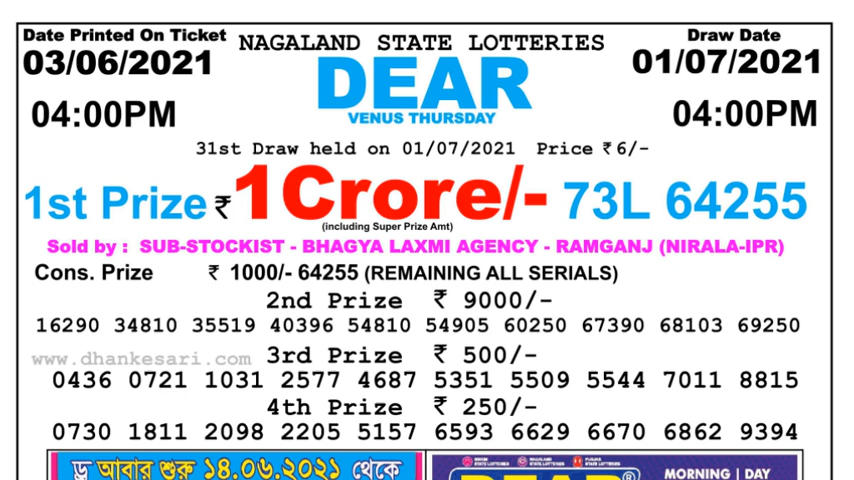 Date Printed On Ticket
03/06/2021
04:00PM
NAGALAND STATE LOTTERIES
DEAR
VENUS THURSDAY
Draw Date
01/07/2021
04:00PM
31st Draw held on 01/07/2021 Price ₹ 6/-
1st Prize ₹ 1Crore/- 73L 64255
(including Super Prize Amt)
Sold by : SUB-STOCKIST - BHAGYA LAXMI AGENCY - RAMGANJ (NIRALA-IPR)
Cons. Prize ₹ 1000/- 64255 (REMAINING ALL SERIALS)
2nd Prize ₹ 9000/-
16290 34810 35519 40396 54810 54905 60250 67390 68103 69250
www.dhankesari.com
3rd Prize ₹ 500/-
0436 0721 1031 2577 4687 5351 5509 5544 7011 8815
4th Prize ₹ 250/-
0730 1811 2098 2205 5157 6593 6629 6670 6862 9394
ড্র আবার শুরু ১৪.০৬.২০২১ থেকে
DEAR
MORNING | DAY